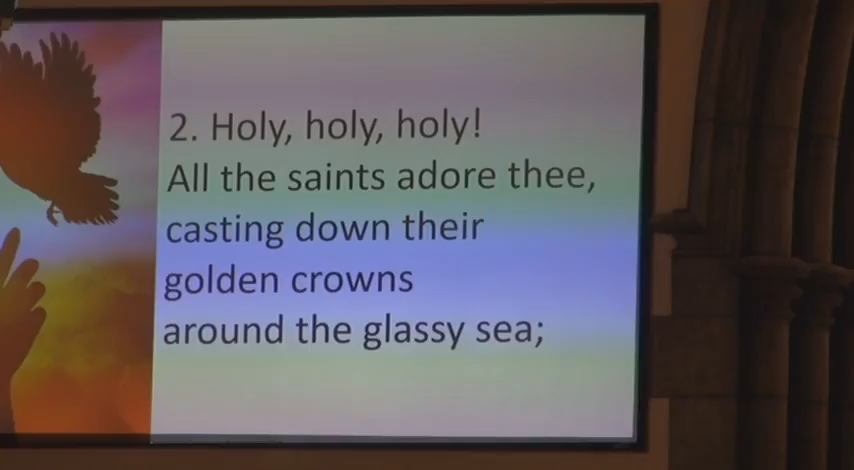 2. Holy, holy, holy!
All the saints adore thee,
casting down their
golden crowns
around the glassy sea;